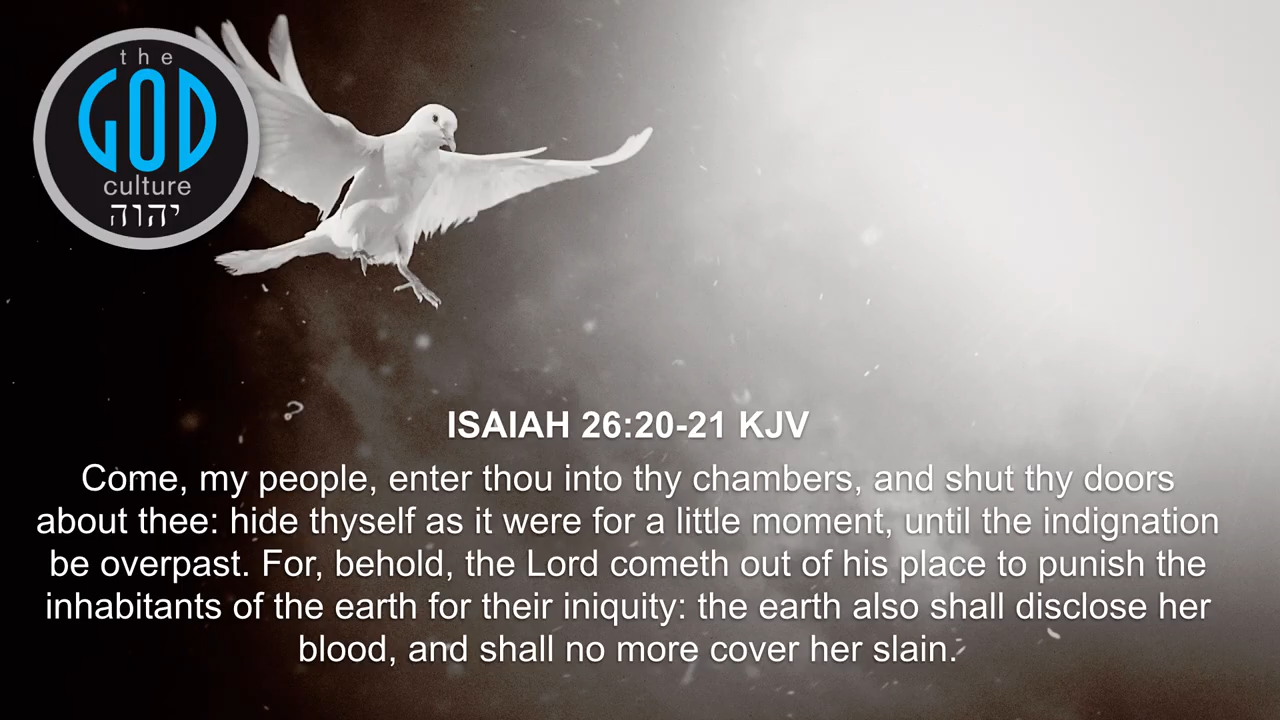 the
GOD
culture
יהוה
ISAIAH 26:20-21 KJV
Come, my people, enter thou into thy chambers, and shut thy doors
about thee: hide thyself as it were for a little moment, until the indignation
be overpast. For, behold, the Lord cometh out of his place to punish the
inhabitants of the earth for their iniquity: the earth also shall disclose her
blood, and shall no more cover her slain.